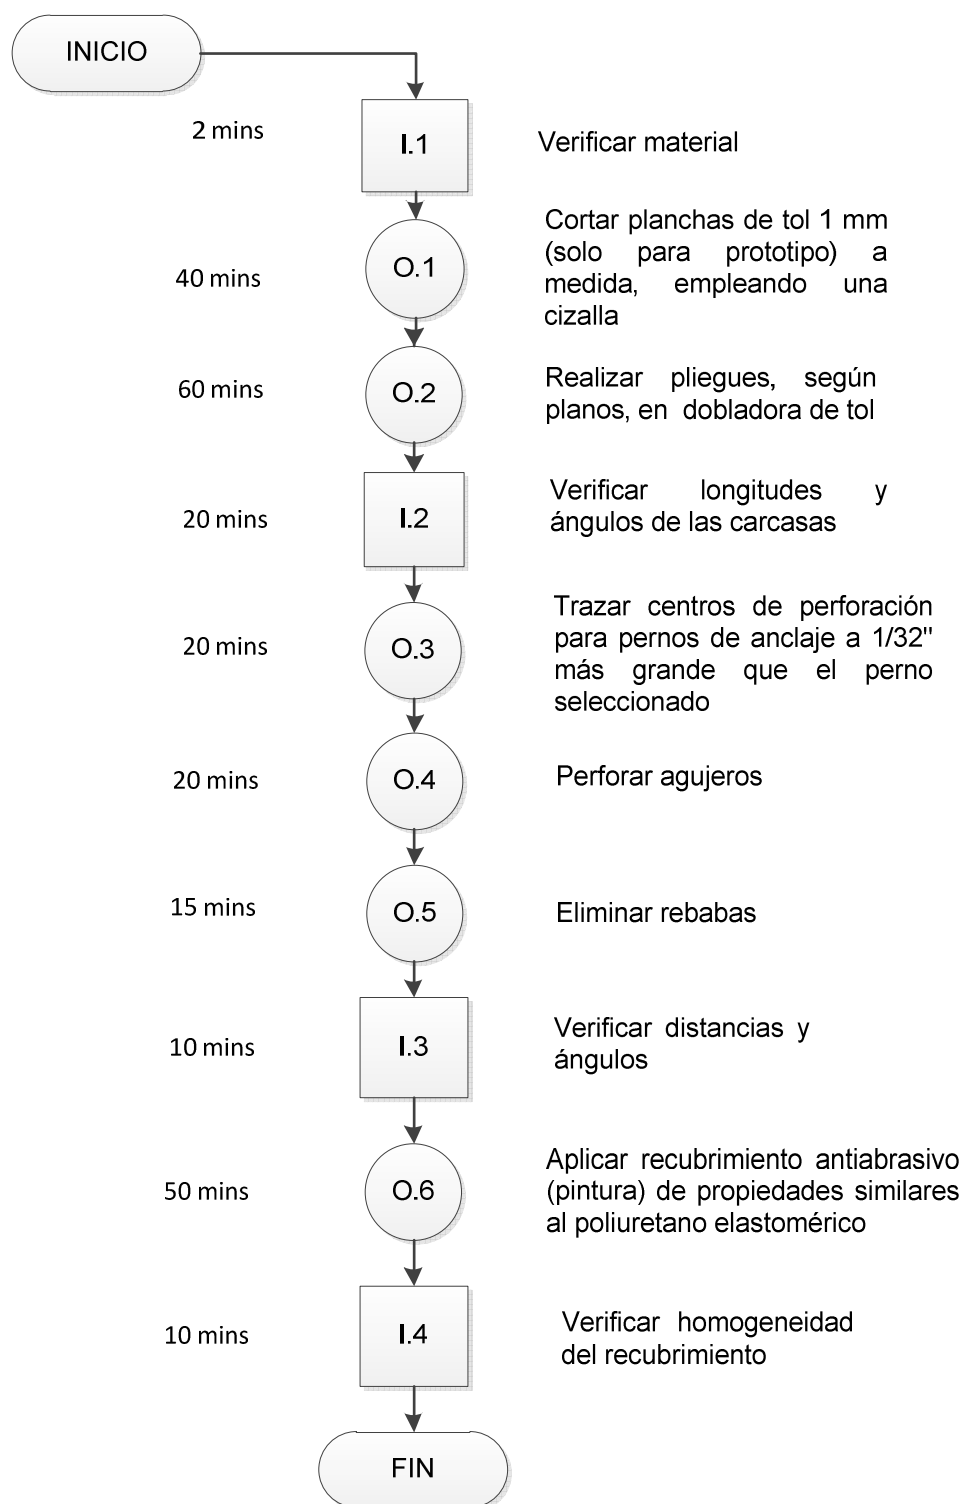 INICIO
2 mins
I.1
Verificar material
40 mins
O.1
Cortar planchas de tol 1 mm
(solo para prototipo) a
medida, empleando una
cizalla
60 mins
O.2
Realizar pliegues, según
planos, en dobladora de tol
20 mins
I.2
Verificar longitudes y
ángulos de las carcasas
20 mins
O.3
Trazar centros de perforación
para pernos de anclaje a 1/32"
más grande que el perno
seleccionado
20 mins
O.4
Perforar agujeros
15 mins
O.5
Eliminar rebabas
10 mins
I.3
Verificar distancias y
ángulos
50 mins
O.6
Aplicar recubrimiento antiabrasivo
(pintura) de propiedades similares
al poliuretano elastomérico
10 mins
I.4
Verificar homogeneidad
del recubrimiento
FIN